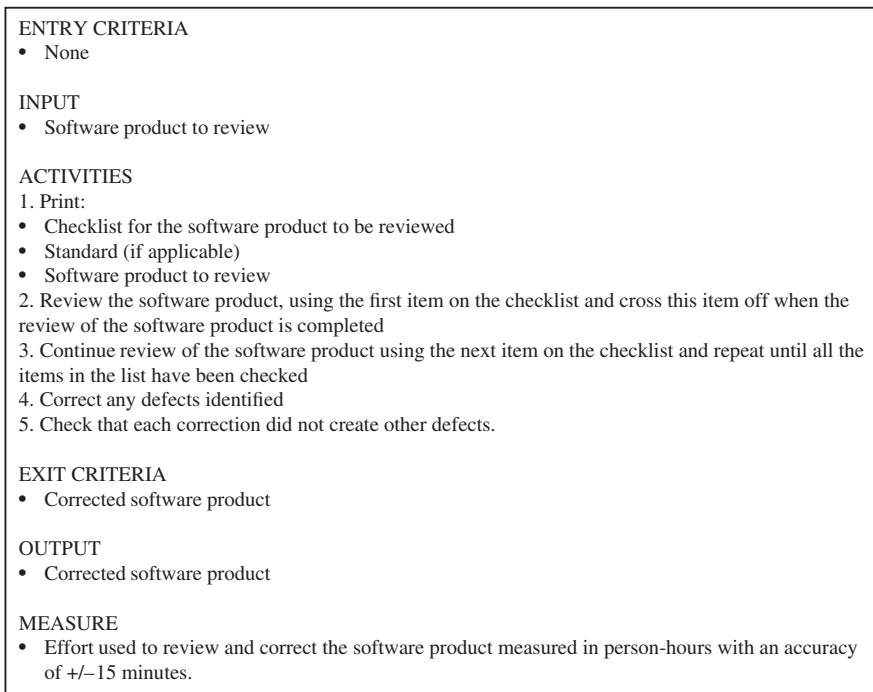 ENTRY CRITERIA
• None
INPUT
• Software product to review
ACTIVITIES
1. Print:
• Checklist for the software product to be reviewed
• Standard (if applicable)
• Software product to review
2. Review the software product, using the first item on the checklist and cross this item off when the
review of the software product is completed
3. Continue review of the software product using the next item on the checklist and repeat until all the
items in the list have been checked
4. Correct any defects identified
5. Check that each correction did not create other defects.
EXIT CRITERIA
• Corrected software product
OUTPUT
• Corrected software product
MEASURE
• Effort used to review and correct the software product measured in person-hours with an accuracy
of +/–15 minutes.